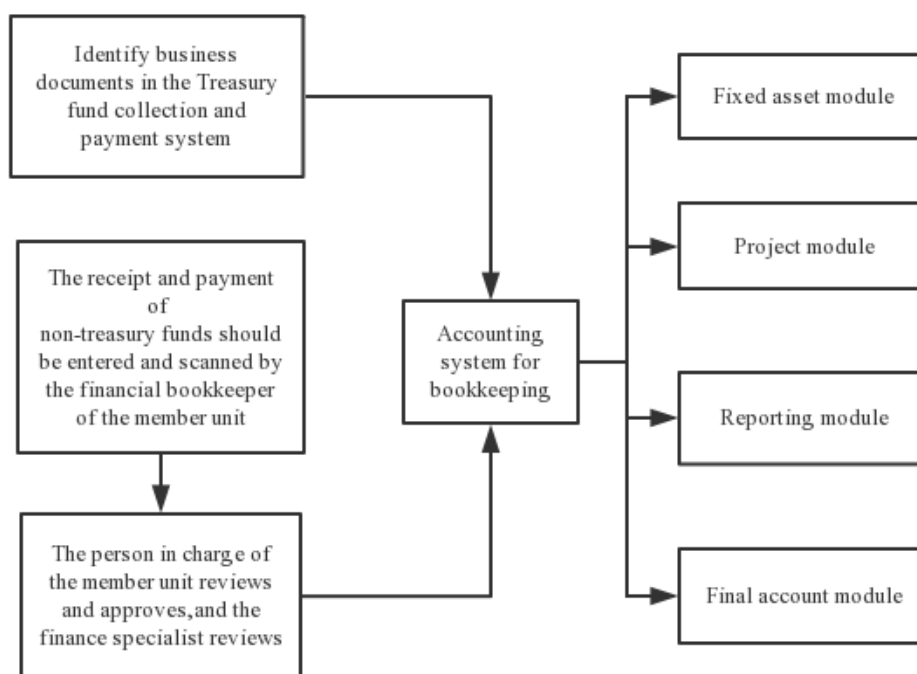 Identify business
documents in the Treasury
fund collection and
payment system
The receipt and payment
of
non-treasury funds should
be entered and scanned by
the financial bookkeeper
of the member unit
The person in charge of
the member unit reviews
and approves,and the
finance specialist reviews
Accounting
system for
bookkeeping
Fixed asset module
Project module
Reporting module
Final account module